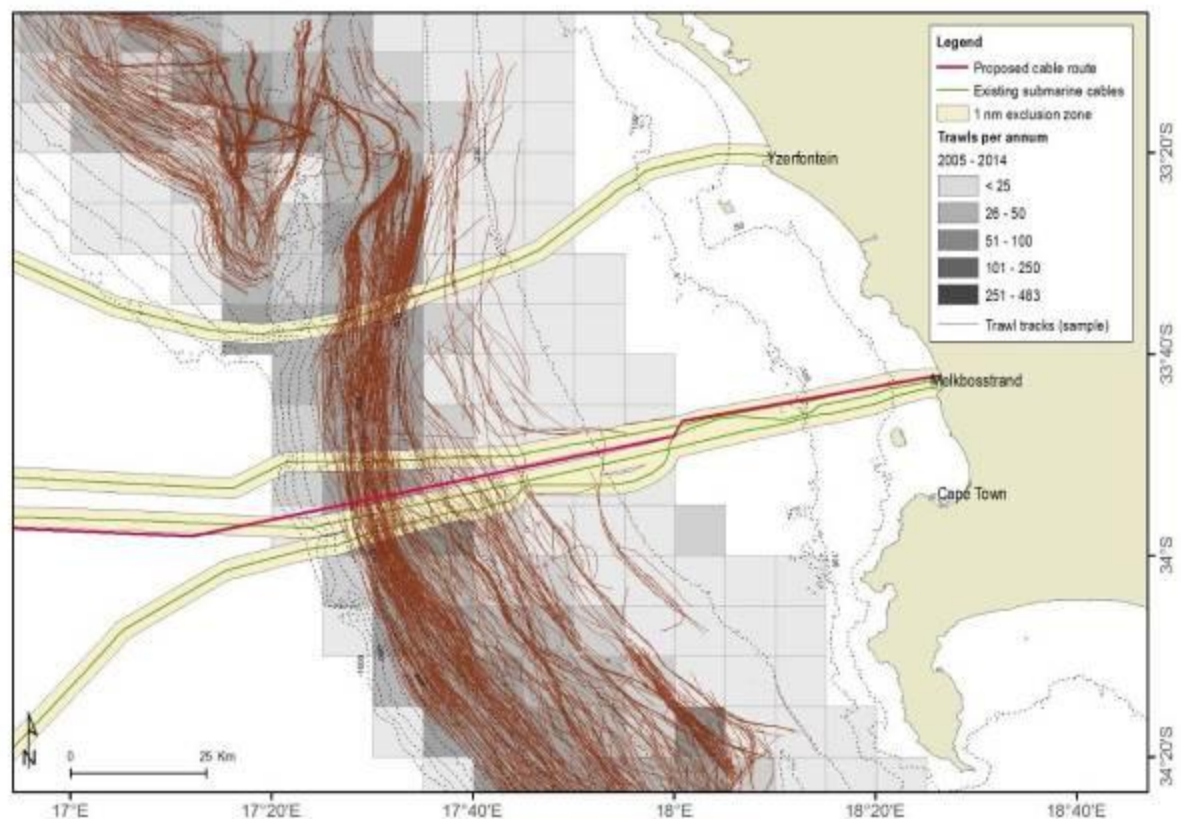 Legend
Proposed cable route
Existing submarine cables
1 nm exclusion zone
Trawls per annum
2005 - 2014
< 25
26 - 50
51 - 100
101 - 250
251 - 483
Trawl tracks (sample)
Yzerfontein
Melkbosstrand
Cape Town
33°20'S
33°40'S
34°S
34°20'S
N
0 25 Km
17°E 17°20'E 17°40'E 18°E 18°20'E 18°40'E